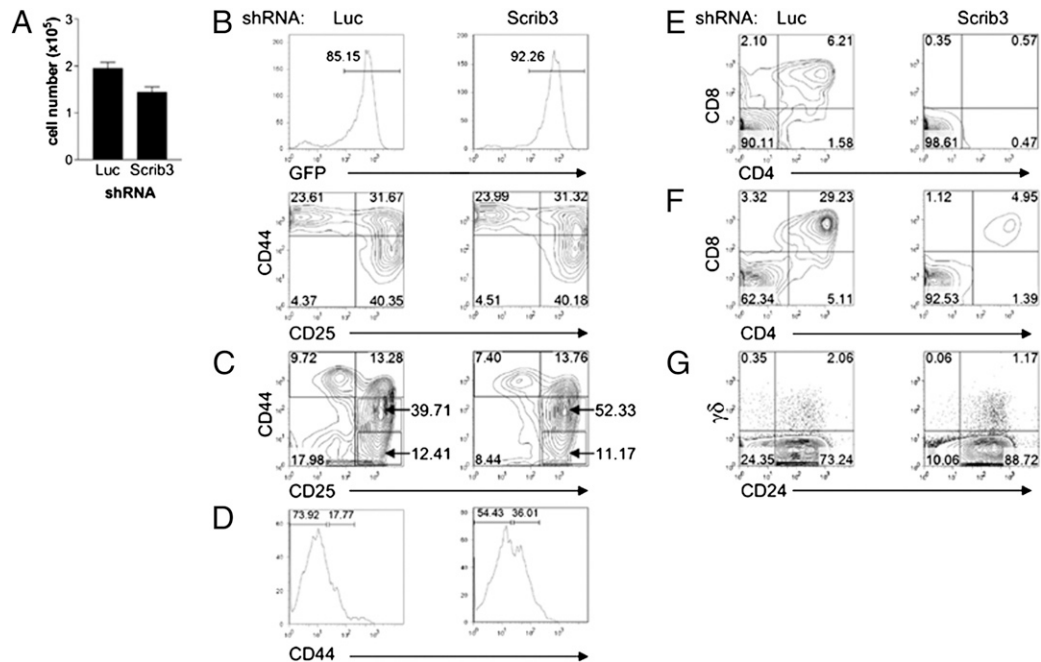 A
cell number (x10⁵)
3
2
1
0
Luc Scrib3
shRNA
B
shRNA: Luc Scrib3
85.15
92.26
GFP
23.61 31.67
4.37 40.35
23.99 31.32
4.51 40.18
CD44
CD25
C
9.72 13.28
39.71
12.41
17.98
7.40 13.76
52.33
11.17
8.44
CD44
CD25
D
73.92 17.77
54.43 36.01
CD44
E
shRNA: Luc Scrib3
2.10 6.21
90.11 1.58
0.35 0.57
98.61 0.47
CD8
CD4
F
3.32 29.23
62.34 5.11
1.12 4.95
92.53 1.39
CD8
CD4
G
0.35 2.06
24.35 73.24
0.06 1.17
10.06 88.72
γδ
CD24